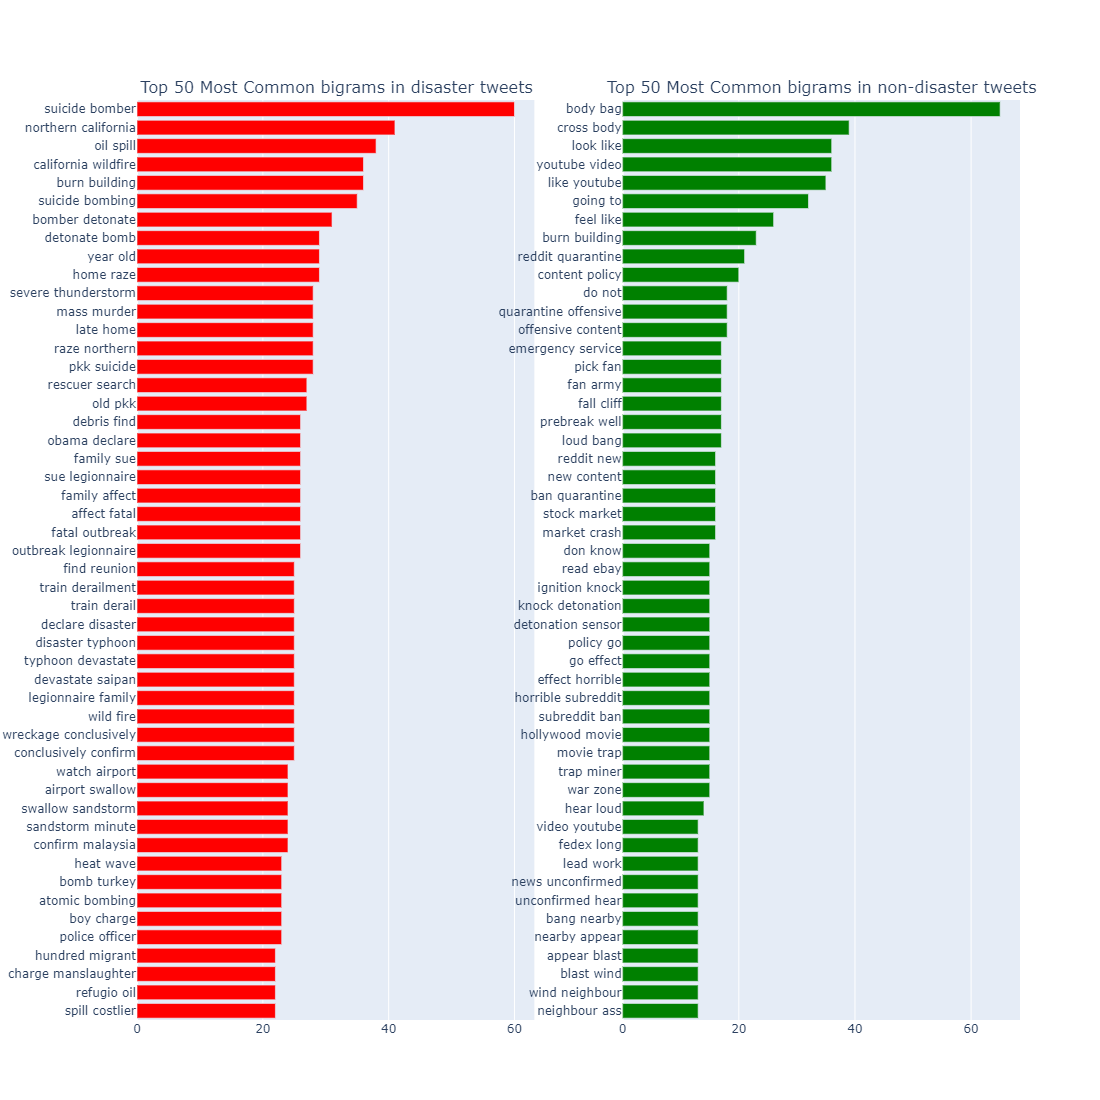 Top 50 Most Common bigrams in disaster tweets
suicide bomber
northern california
oil spill
california wildfire
burn building
suicide bombing
bomber detonate
detonate bomb
year old
home raze
severe thunderstorm
mass murder
late home
raze northern
pkk suicide
rescuer search
old pkk
debris find
obama declare
family sue
sue legionnaire
family affect
affect fatal
fatal outbreak
outbreak legionnaire
find reunion
train derailment
train derail
declare disaster
disaster typhoon
typhoon devastate
devastate saipan
legionnaire family
wild fire
wreckage conclusively
conclusively confirm
watch airport
airport swallow
swallow sandstorm
sandstorm minute
confirm malaysia
heat wave
bomb turkey
atomic bombing
boy charge
police officer
hundred migrant
charge manslaughter
refugio oil
spill costlier
0 20 40 60
Top 50 Most Common bigrams in non-disaster tweets
body bag
cross body
look like
youtube video
like youtube
going to
feel like
burn building
reddit quarantine
content policy
do not
quarantine offensive
offensive content
emergency service
pick fan
fan army
fall cliff
prebreak well
loud bang
reddit new
new content
ban quarantine
stock market
market crash
don know
read ebay
ignition knock
knock detonation
detonation sensor
policy go
go effect
effect horrible
horrible subreddit
subreddit ban
hollywood movie
movie trap
trap miner
war zone
hear loud
video youtube
fedex long
lead work
news unconfirmed
unconfirmed hear
bang nearby
nearby appear
appear blast
blast wind
wind neighbour
neighbour ass
0 20 40 60